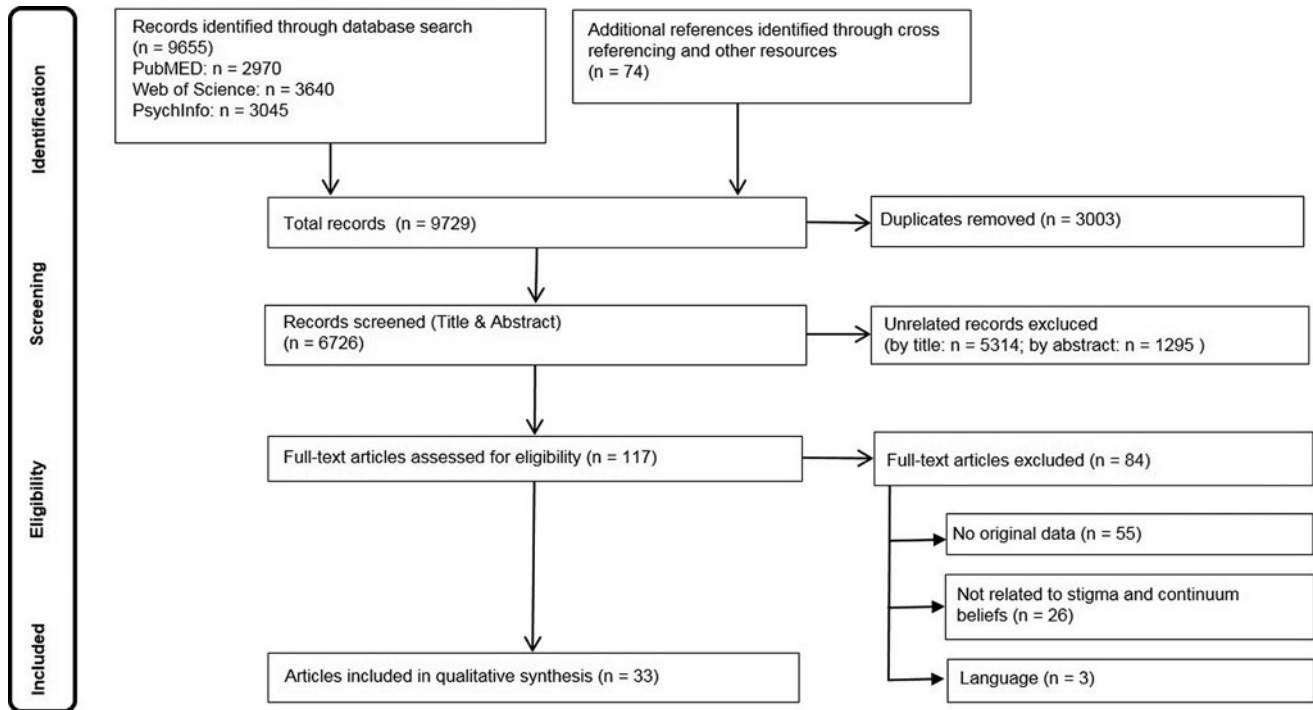 Identification
Records identified through database search
(n = 9655)
PubMED: n = 2970
Web of Science: n = 3640
PsychInfo: n = 3045
Additional references identified through cross
referencing and other resources
(n = 74)
Total records (n = 9729)
Duplicates removed (n = 3003)
Screening
Records screened (Title & Abstract)
(n = 6726)
Unrelated records excluced
(by title: n = 5314; by abstract: n = 1295 )
Eligibility
Full-text articles assessed for eligibility (n = 117)
Full-text articles excluded (n = 84)
No original data (n = 55)
Not related to stigma and continuum
beliefs (n = 26)
Included
Articles included in qualitative synthesis (n = 33)
Language (n = 3)